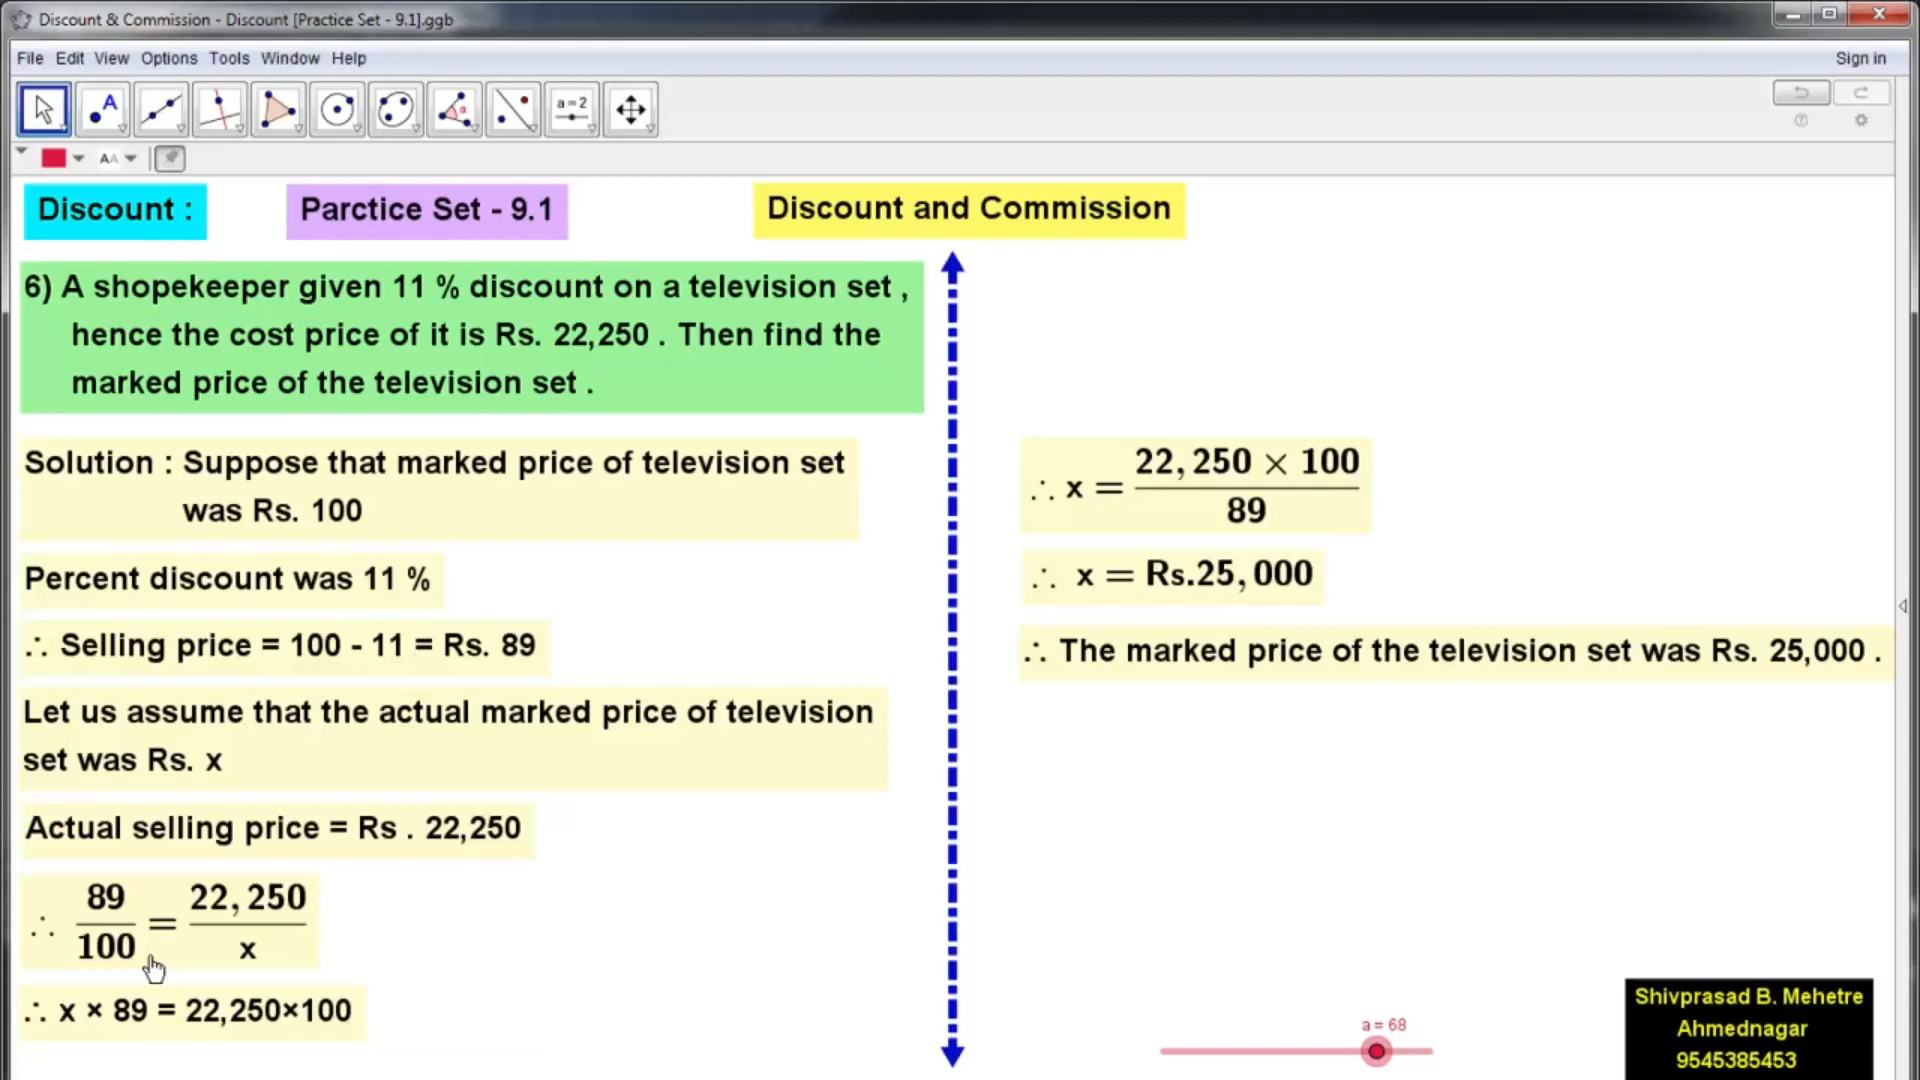 Discount & Commission - Discount [Practice Set - 9.1].ggb
File Edit View Options Tools Window Help
Sign in
A
α
a = 2
AA
Discount :
Parctice Set - 9.1
Discount and Commission
6) A shopekeeper given 11 % discount on a television set ,
hence the cost price of it is Rs. 22,250 . Then find the
marked price of the television set .
Solution : Suppose that marked price of television set
was Rs. 100
Percent discount was 11 %
∴ Selling price = 100 - 11 = Rs. 89
Let us assume that the actual marked price of television
set was Rs. x
Actual selling price = Rs . 22,250
∴ 89/100 = 22,250/x
∴ x × 89 = 22,250×100
∴ x = 22,250 × 100/89
∴ x = Rs.25,000
∴ The marked price of the television set was Rs. 25,000 .
a = 68
Shivprasad B. Mehetre
Ahmednagar
9545385453